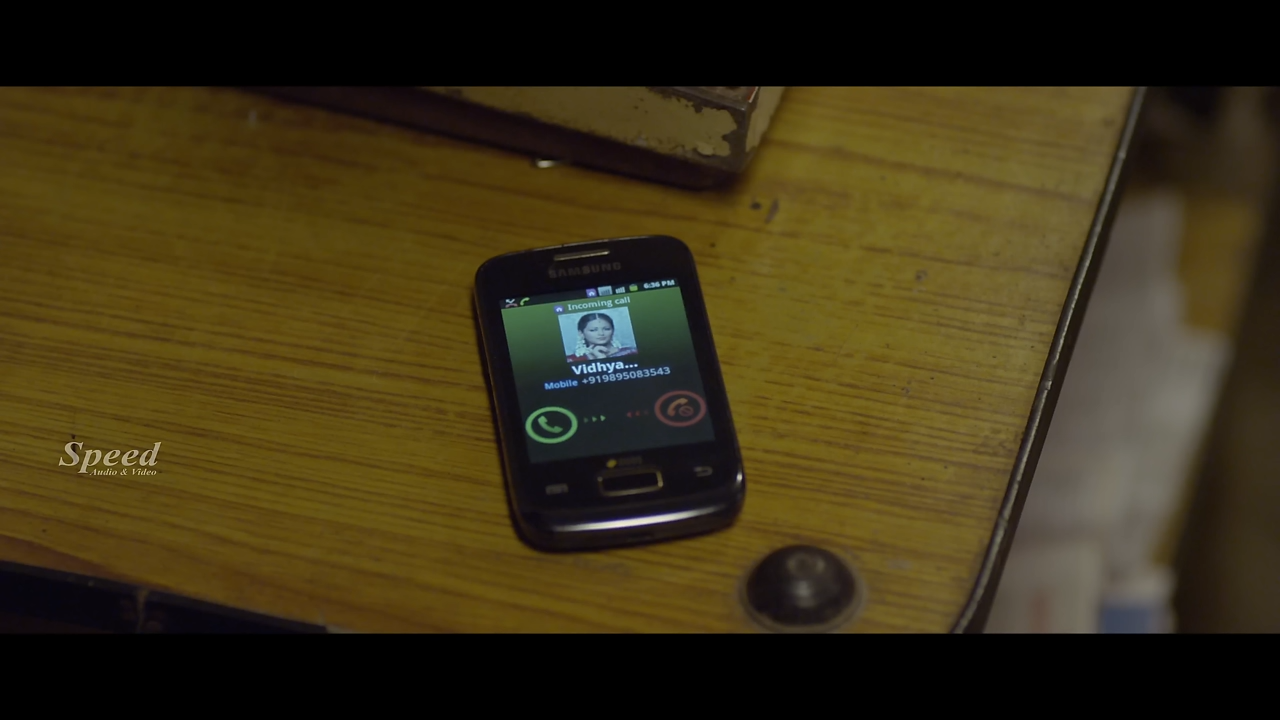 SAMSUNG
6:36 PM
Incoming call
Vidhya...
Mobile +919895083543
Speed
Audio & Video